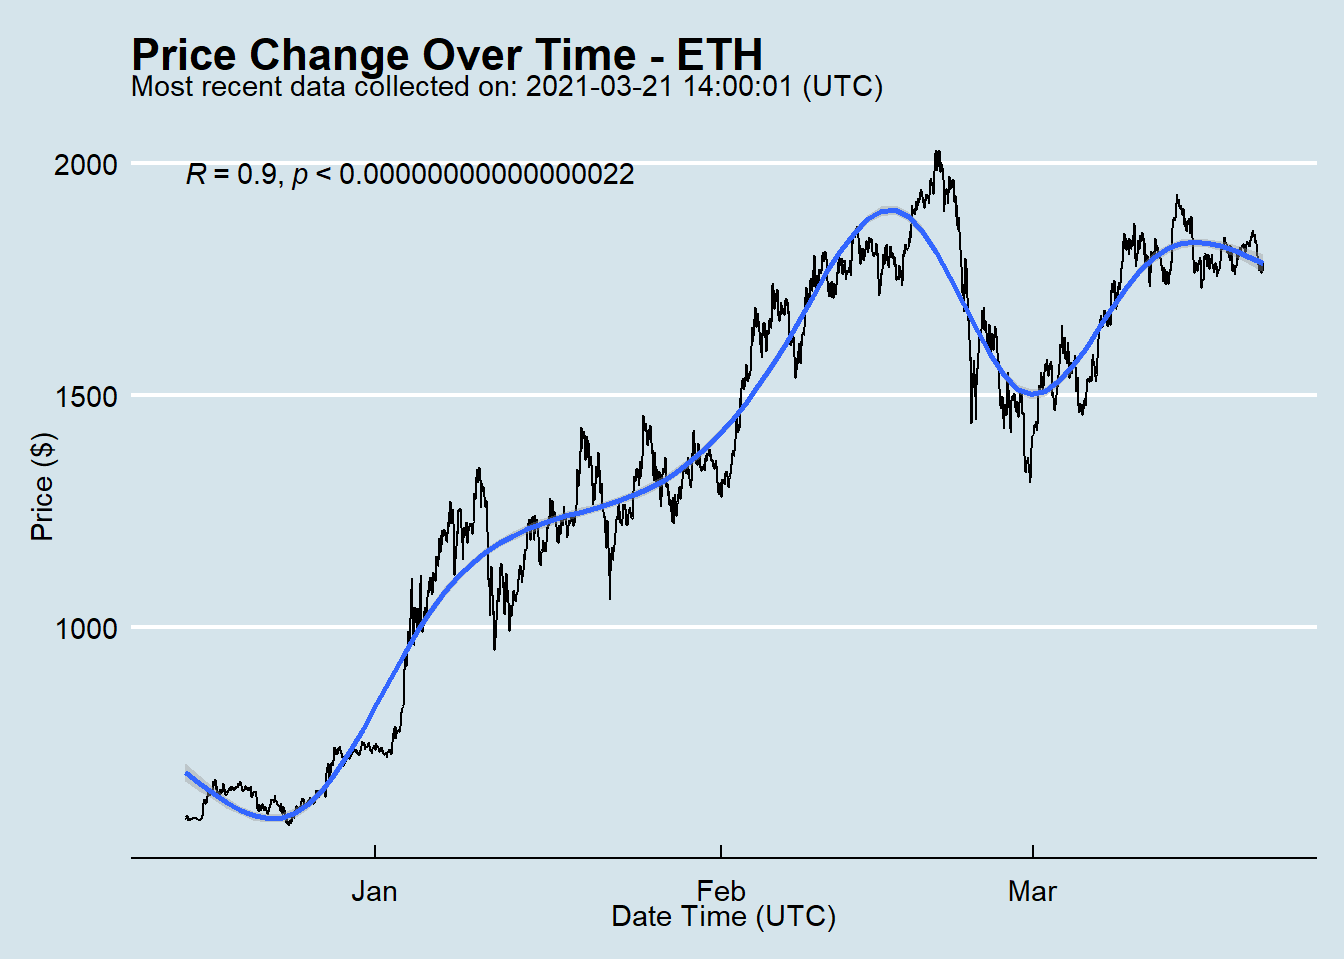 Price Change Over Time - ETH
Most recent data collected on: 2021-03-21 14:00:01 (UTC)
R = 0.9, p < 0.00000000000000022
2000
1500
1000
Price ($)
Jan Feb Mar
Date Time (UTC)